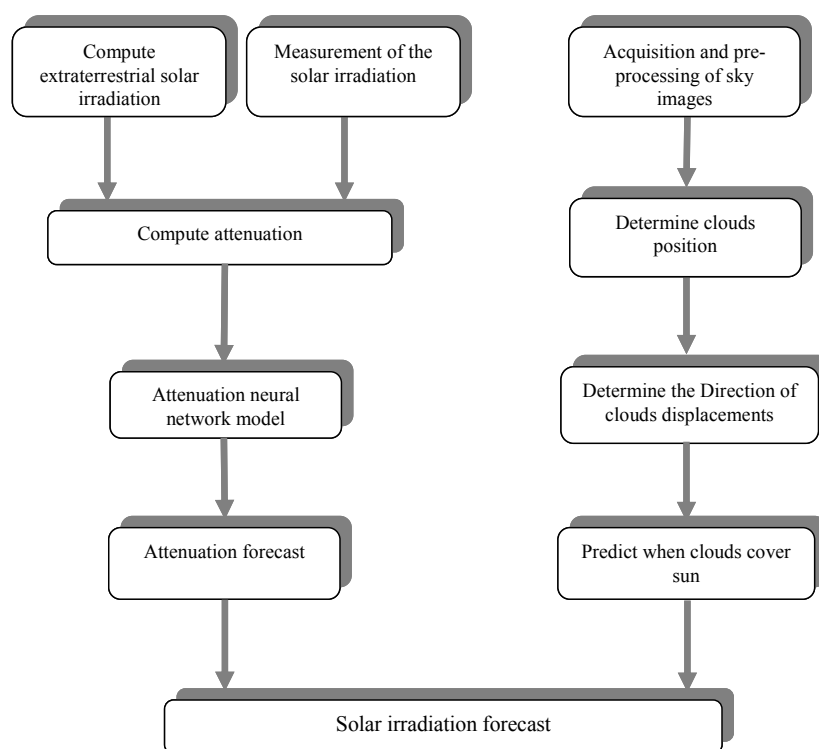 Compute
extraterrestrial solar
irradiation
Measurement of the
solar irradiation
Acquisition and pre-
processing of sky
images
Compute attenuation
Determine clouds
position
Attenuation neural
network model
Determine the Direction of
clouds displacements
Attenuation forecast
Predict when clouds cover
sun
Solar irradiation forecast